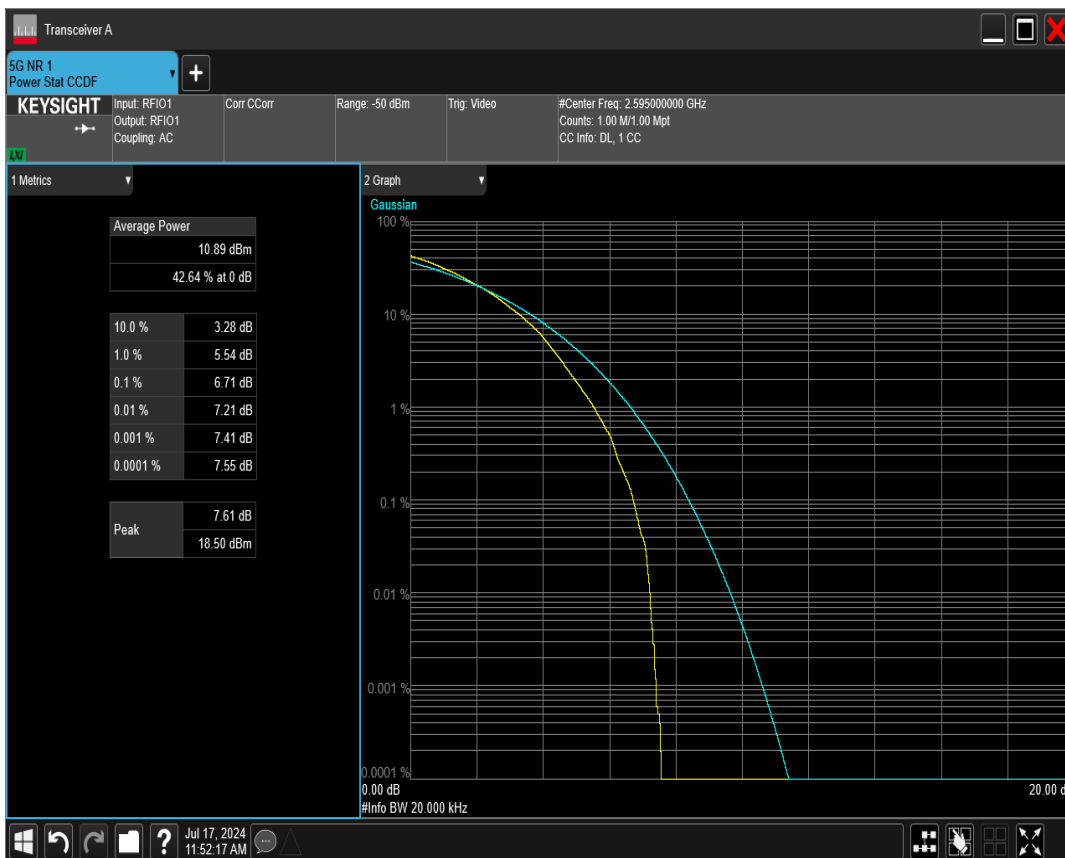 Transceiver A
5G NR 1
Power Stat CCDF
KEYSIGHT
LXI
Input: RFIO1
Output: RFIO1
Coupling: AC
Corr CCorr
Range: -50 dBm
Trig: Video
#Center Freq: 2.595000000 GHz
Counts: 1.00 M/1.00 Mpt
CC Info: DL, 1 CC
1 Metrics
Average Power
10.89 dBm
42.64 % at 0 dB
10.0 % 3.28 dB
1.0 % 5.54 dB
0.1 % 6.71 dB
0.01 % 7.21 dB
0.001 % 7.41 dB
0.0001 % 7.55 dB
Peak
7.61 dB
18.50 dBm
2 Graph
Gaussian
100 %
10 %
1 %
0.1 %
0.01 %
0.001 %
0.0001 %
0.00 dB
20.00 d
#Info BW 20.000 kHz
?
Jul 17, 2024
11:52:17 AM